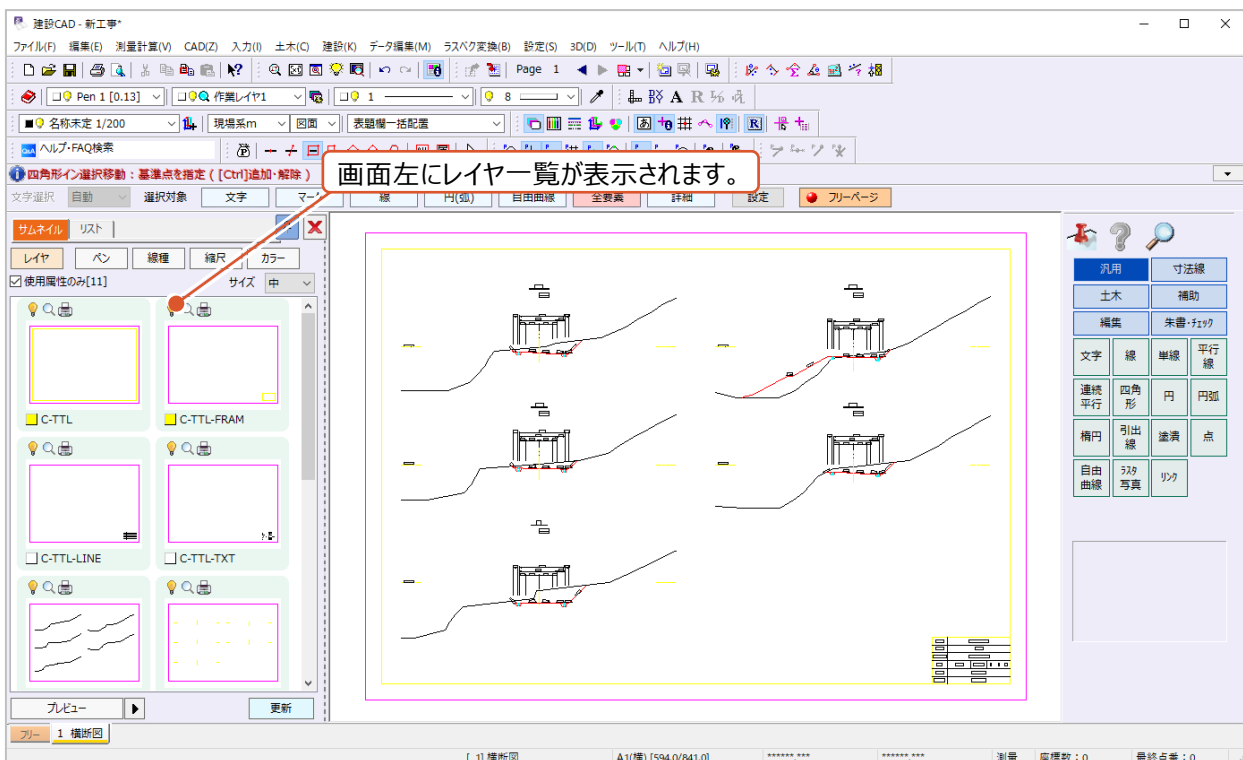 建設CAD - 新工事*
ファイル(F) 編集(E) 測量計算(V) CAD(Z) 入力(I) 土木(C) 建設(K) データ編集(M) ラスベク変換(B) 設定(S) 3D(D) ツール(T) ヘルプ(H)
Page 1
Pen 1 [0.13] 作業レイヤ1 1 8
名称未定 1/200 現場系m 図面 表題欄一括配置
ヘルプ・FAQ検索
画面左にレイヤ一覧が表示されます。
四角形イン選択移動：基準点を指定 ( [Ctrl]追加・解除 )
文字選択 自動 選択対象 文字 マーク 線 円(弧) 自由曲線 全要素 詳細 設定 フリーページ
サムネイル リスト
レイヤ ペン 線種 縮尺 カラー
使用属性のみ[11] サイズ 中
C-TTL C-TTL-FRAM
C-TTL-LINE C-TTL-TXT
プレビュー 更新
汎用 寸法線
土木 補助
編集 朱書・ﾁｪｯｸ
文字 線 単線 平行線
連続平行 四角形 円 円弧
楕円 引出線 塗潰 点
自由曲線 ﾗｽﾀ写真 ﾘﾝｸ
フリー 1 横断図
[ 1] 横断図 A1(横) [594.0/841.0] ******.*** ******.*** 測量 座標数：0 最終点番：0